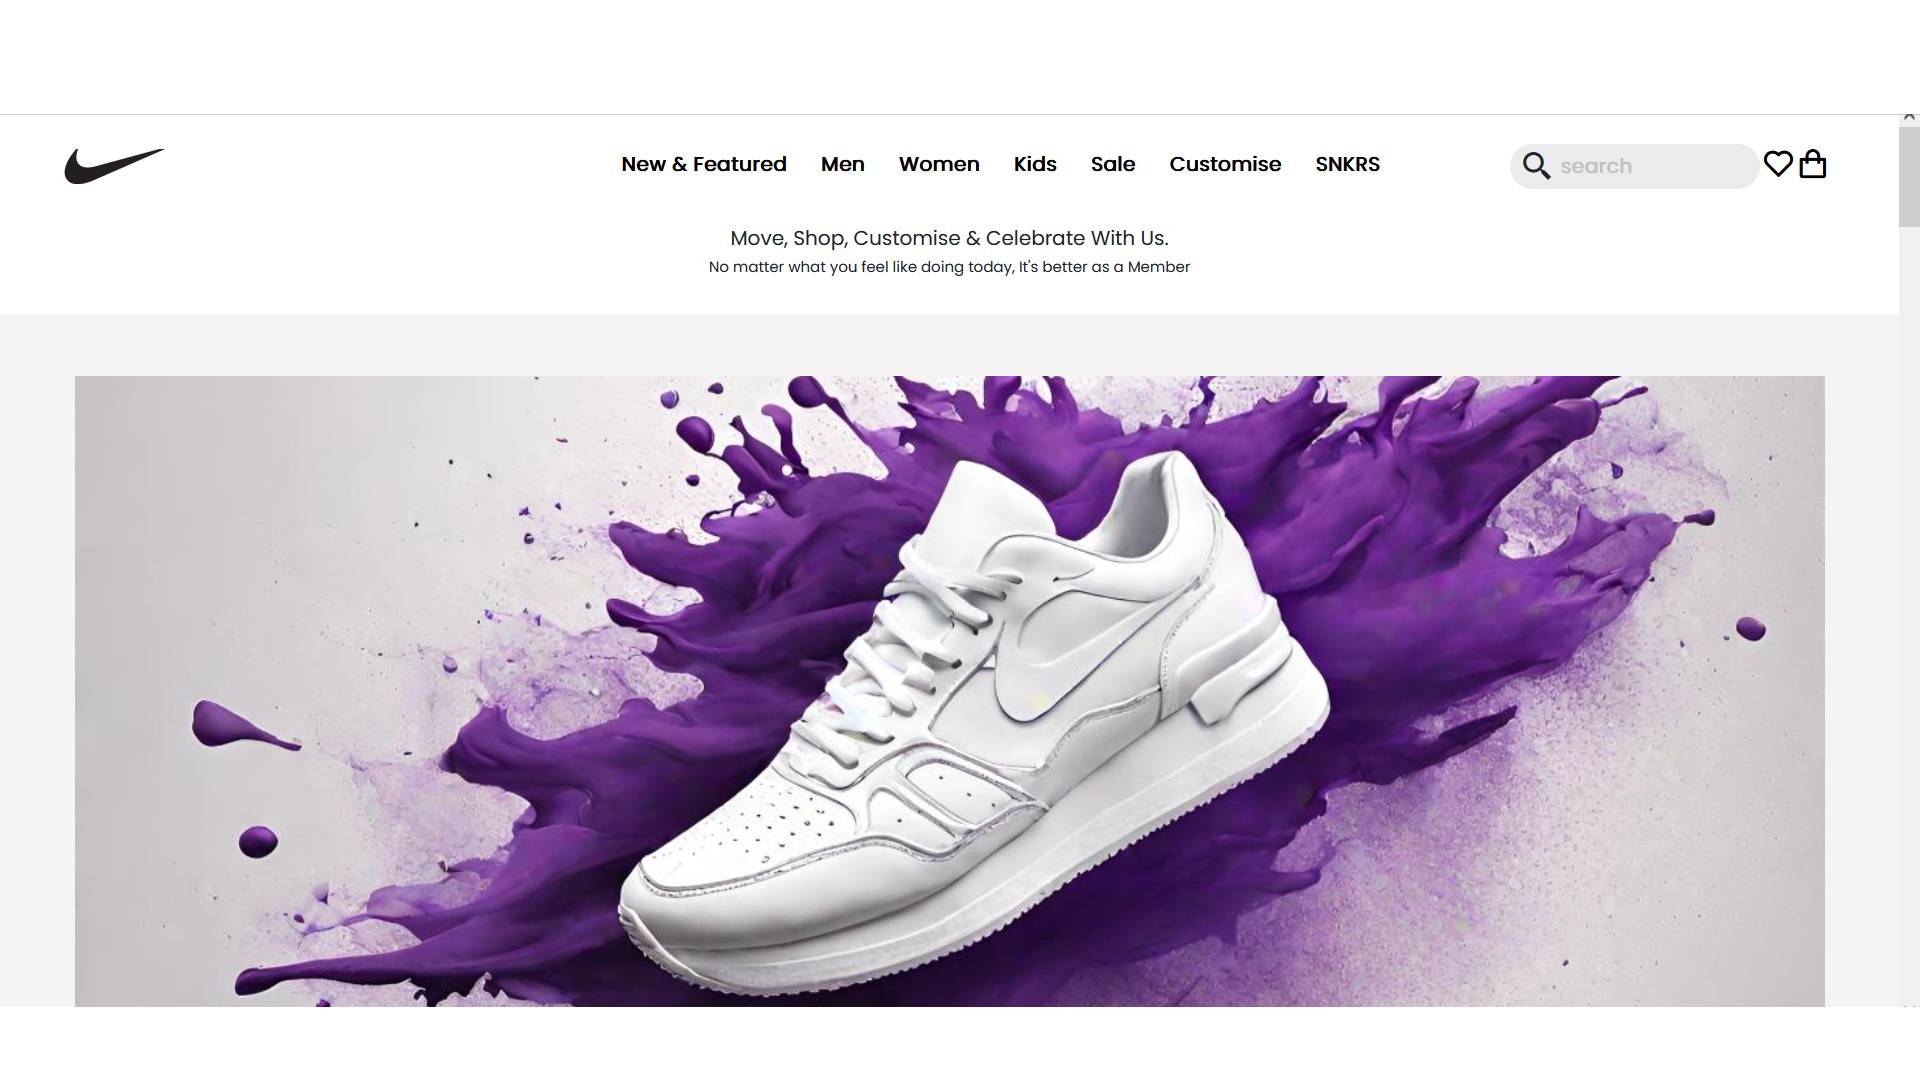 New & Featured Men Women Kids Sale Customise SNKRS search
Move, Shop, Customise & Celebrate With Us.
No matter what you feel like doing today, It's better as a Member